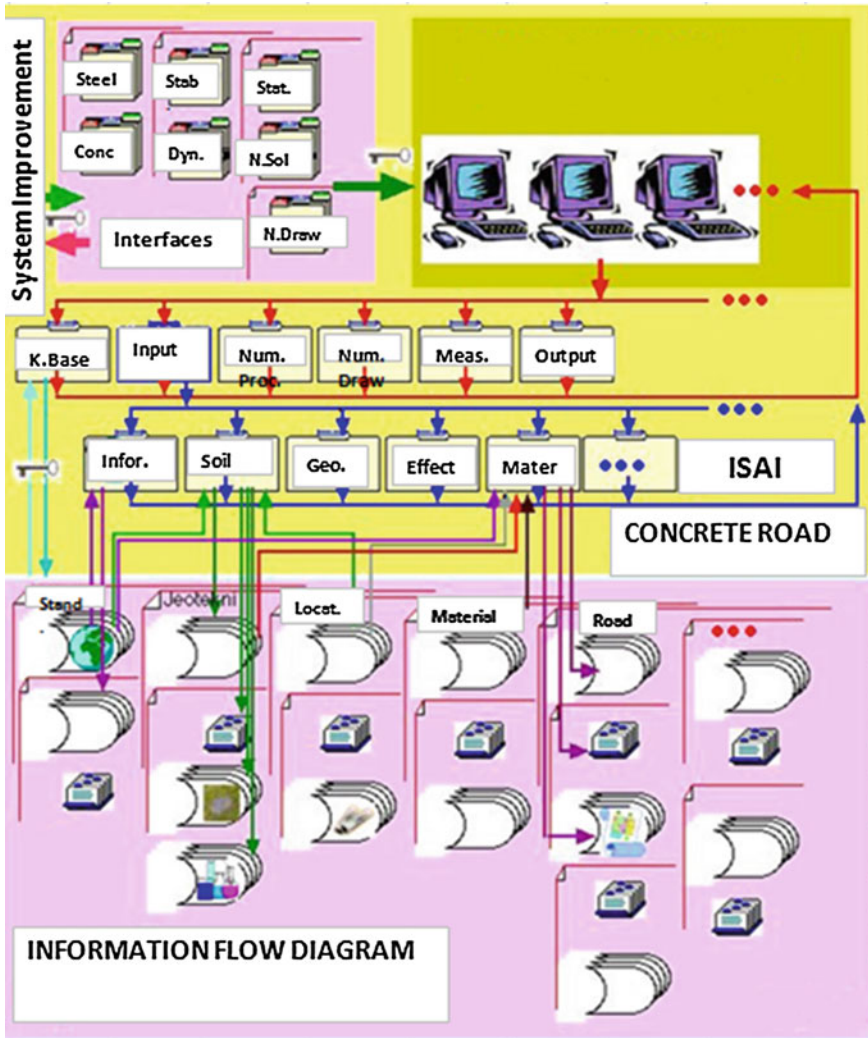 System Improvement
Steel
Stab
Stat.
Conc
Dyn.
N.Sol
Interfaces
N.Draw
K.Base
Input
Num.
Proc.
Num.
Draw
Meas.
Output
Infor.
Soil
Geo.
Effect
Mater
ISAI
CONCRETE ROAD
Stand
.
Jeotekni
Locat.
Material
Road
INFORMATION FLOW DIAGRAM